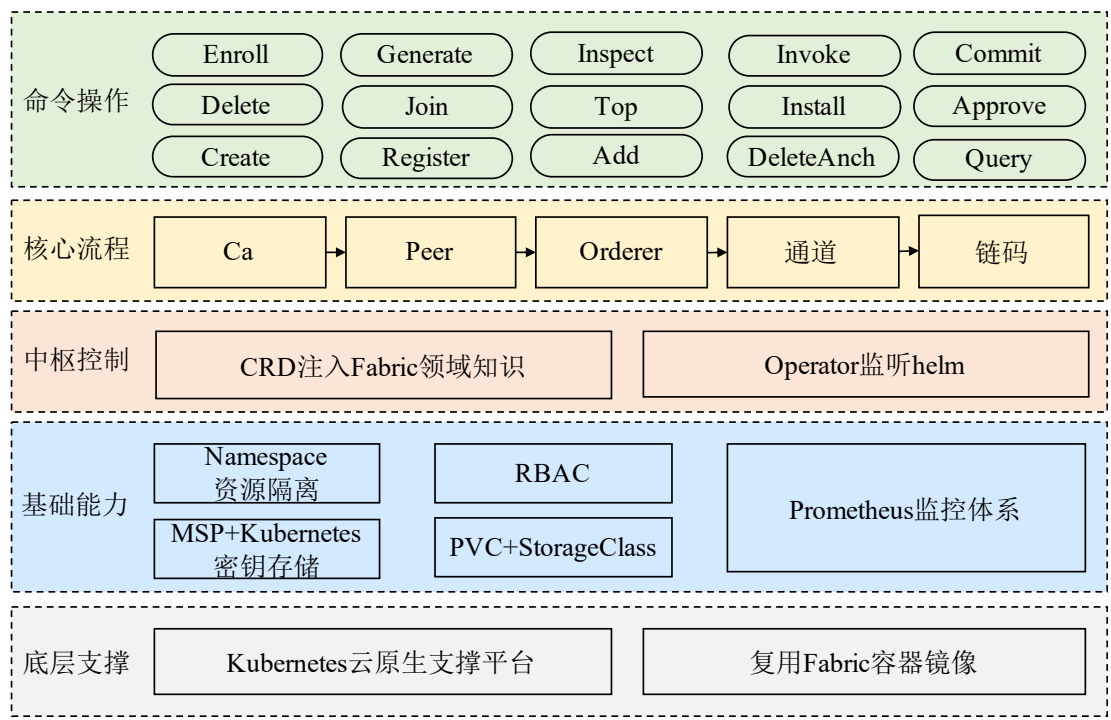 命令操作
Enroll
Generate
Inspect
Invoke
Commit
Delete
Join
Top
Install
Approve
Create
Register
Add
DeleteAnch
Query
核心流程
Ca
Peer
Orderer
通道
链码
中枢控制
CRD注入Fabric领域知识
Operator监听helm
基础能力
Namespace
资源隔离
RBAC
MSP+Kubernetes
密钥存储
PVC+StorageClass
Prometheus监控体系
底层支撑
Kubernetes云原生支撑平台
复用Fabric容器镜像